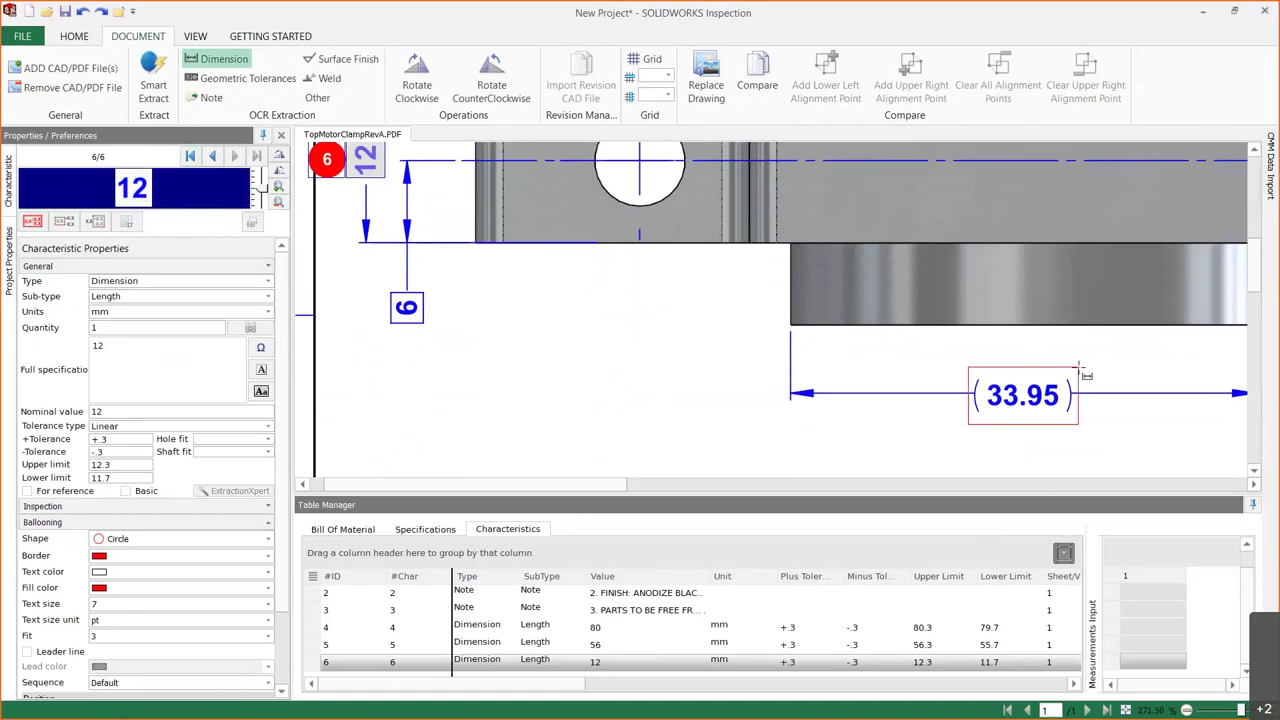 New Project* - SOLIDWORKS Inspection
FILE
HOME
DOCUMENT
VIEW
GETTING STARTED
ADD CAD/PDF File(s)
Remove CAD/PDF File
General
Smart
Extract
Extract
Dimension
Geometric Tolerances
Note
Surface Finish
Weld
Other
OCR Extraction
Rotate
Clockwise
Rotate
CounterClockwise
Operations
Import Revision
CAD File
Revision Mana...
Grid
Grid
Replace
Drawing
Compare
Add Lower Left
Alignment Point
Add Upper Right
Alignment Point
Clear All Alignment
Points
Clear Upper Right
Alignment Point
Compare
Properties / Preferences
TopMotorClampRevA.PDF
Characteristic
Project Properties
6/6
12
Characteristic Properties
General
Type Dimension
Sub-type Length
Units mm
Quantity 1
Full specificatio 12
Nominal value 12
Tolerance type Linear
+Tolerance +.3 Hole fit
-Tolerance -.3 Shaft fit
Upper limit 12.3
Lower limit 11.7
For reference Basic ExtractionXpert
Inspection
Ballooning
Shape Circle
Border
Text color
Fill color
Text size 7
Text size unit pt
Fit 3
Leader line
Lead color
Sequence Default
6
12
6
( 33.95 )
CMM Data Import
Table Manager
Bill Of Material Specifications Characteristics
Drag a column header here to group by that column
#ID #Char Type SubType Value Unit Plus Toler... Minus Tol... Upper Limit Lower Limit Sheet/V
2 2 Note Note 2. FINISH: ANODIZE BLAC... 1
3 3 Note Note 3. PARTS TO BE FREE FR... 1
4 4 Dimension Length 80 mm +.3 -.3 80.3 79.7 1
5 5 Dimension Length 56 mm +.3 -.3 56.3 55.7 1
6 6 Dimension Length 12 mm +.3 -.3 12.3 11.7 1
Measurements Input
1
1 /1 271.50 %
+2